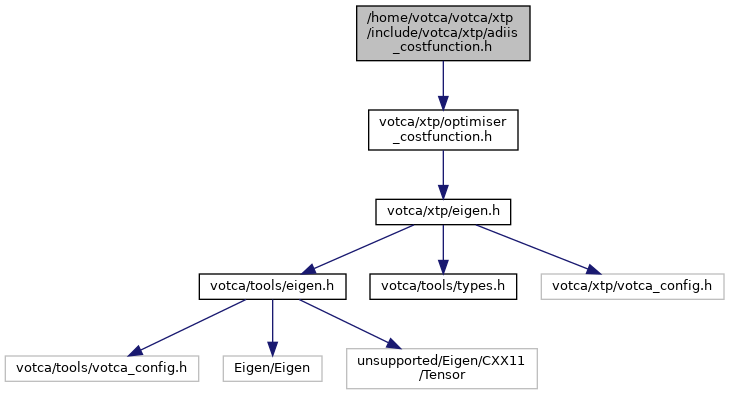 /home/votca/votca/xtp
/include/votca/xtp/adiis
_costfunction.h
votca/xtp/optimiser
_costfunction.h
votca/xtp/eigen.h
votca/tools/eigen.h
votca/tools/types.h
votca/xtp/votca_config.h
votca/tools/votca_config.h
Eigen/Eigen
unsupported/Eigen/CXX11
/Tensor